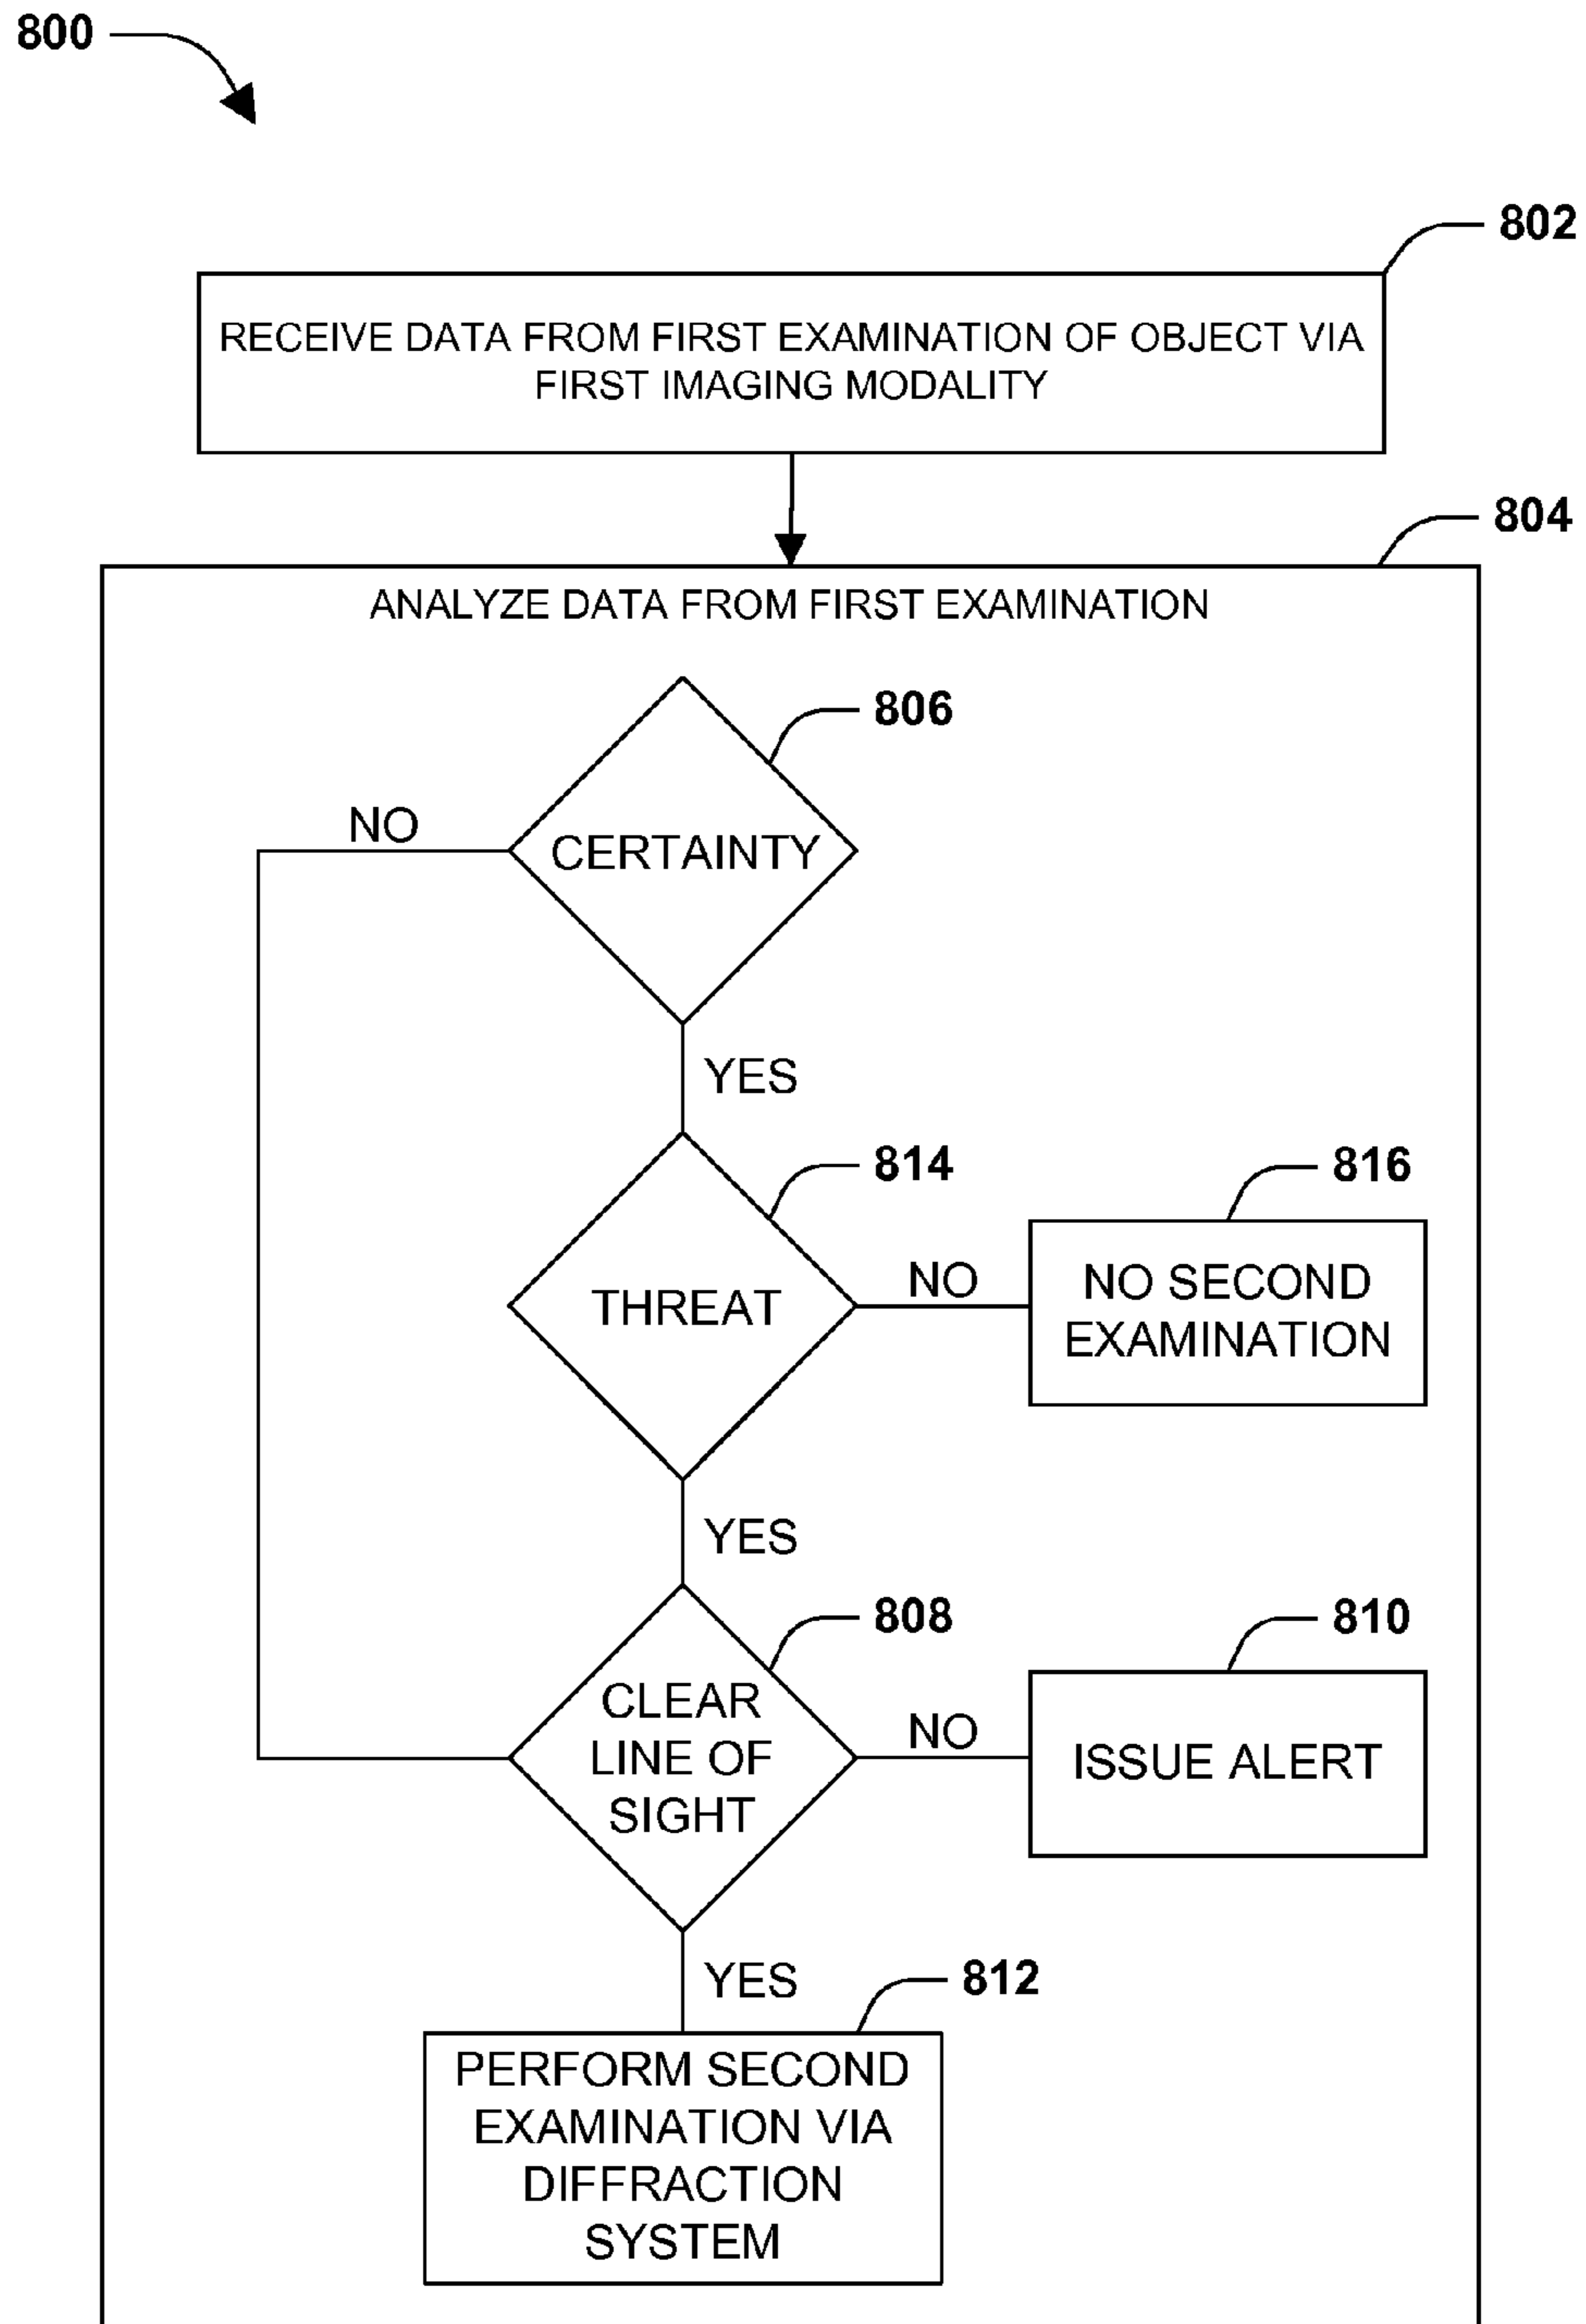 800
802
RECEIVE DATA FROM FIRST EXAMINATION OF OBJECT VIA
FIRST IMAGING MODALITY
804
ANALYZE DATA FROM FIRST EXAMINATION
806
NO
CERTAINTY
YES
814
816
THREAT
NO
NO SECOND
EXAMINATION
YES
808
810
CLEAR
LINE OF
SIGHT
NO
ISSUE ALERT
YES
812
PERFORM SECOND
EXAMINATION VIA
DIFFRACTION
SYSTEM